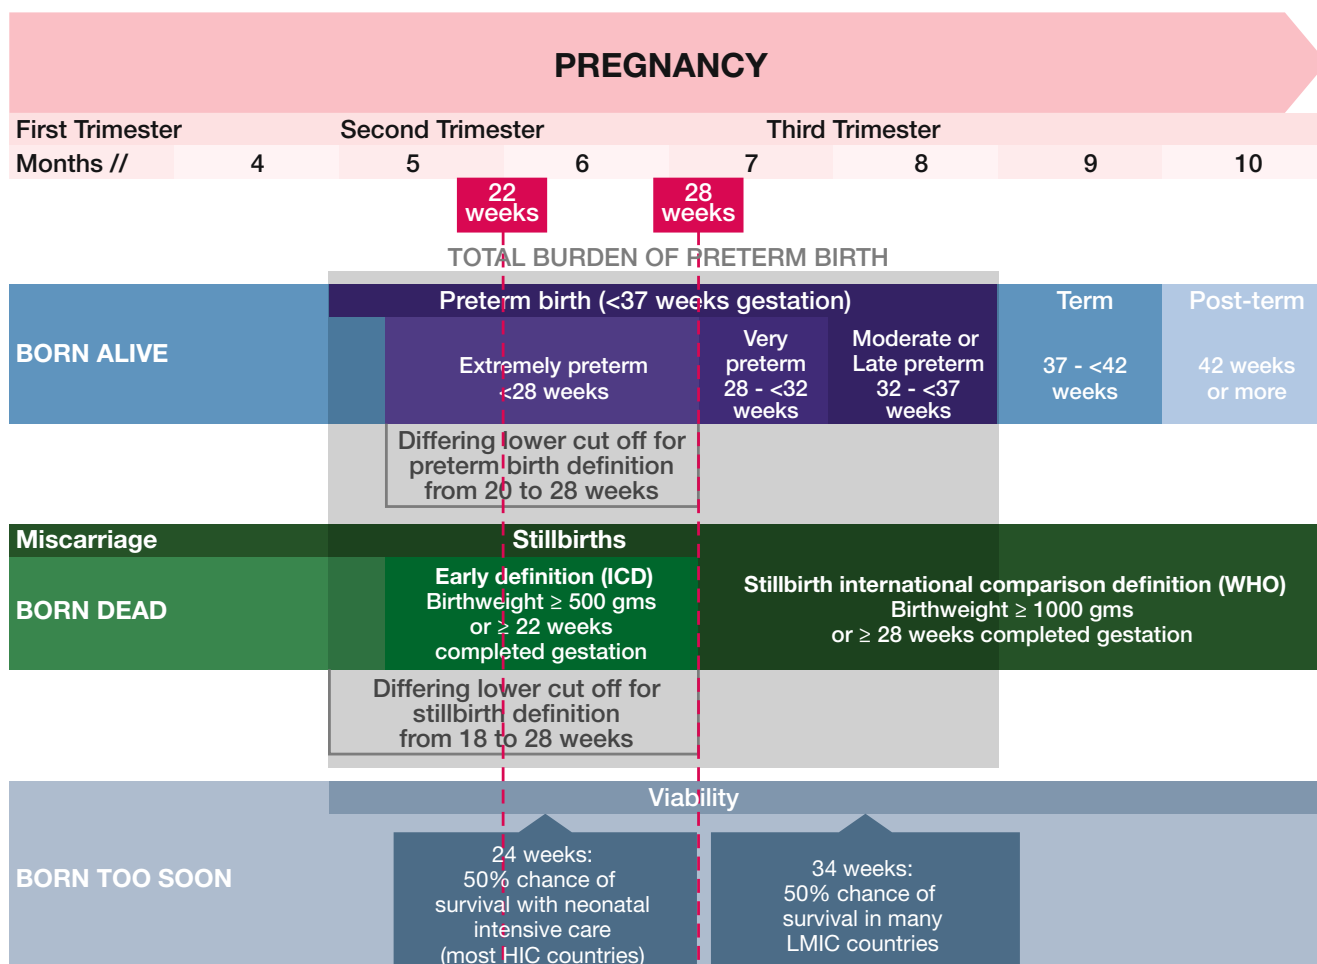 PREGNANCY
First Trimester
Second Trimester
Third Trimester
Months //
4
5
6
7
8
9
10
22
weeks
28
weeks
TOTAL BURDEN OF PRETERM BIRTH
BORN ALIVE
Preterm birth (<37 weeks gestation)
Extremely preterm
<28 weeks
Very
preterm
28 - <32
weeks
Moderate or
Late preterm
32 - <37
weeks
Term
37 - <42
weeks
Post-term
42 weeks
or more
Differing lower cut off for
preterm birth definition
from 20 to 28 weeks
Miscarriage
Stillbirths
BORN DEAD
Early definition (ICD)
Birthweight ≥ 500 gms
or ≥ 22 weeks
completed gestation
Stillbirth international comparison definition (WHO)
Birthweight ≥ 1000 gms
or ≥ 28 weeks completed gestation
Differing lower cut off for
stillbirth definition
from 18 to 28 weeks
Viability
BORN TOO SOON
24 weeks:
50% chance of
survival with neonatal
intensive care
(most HIC countries)
34 weeks:
50% chance of
survival in many
LMIC countries